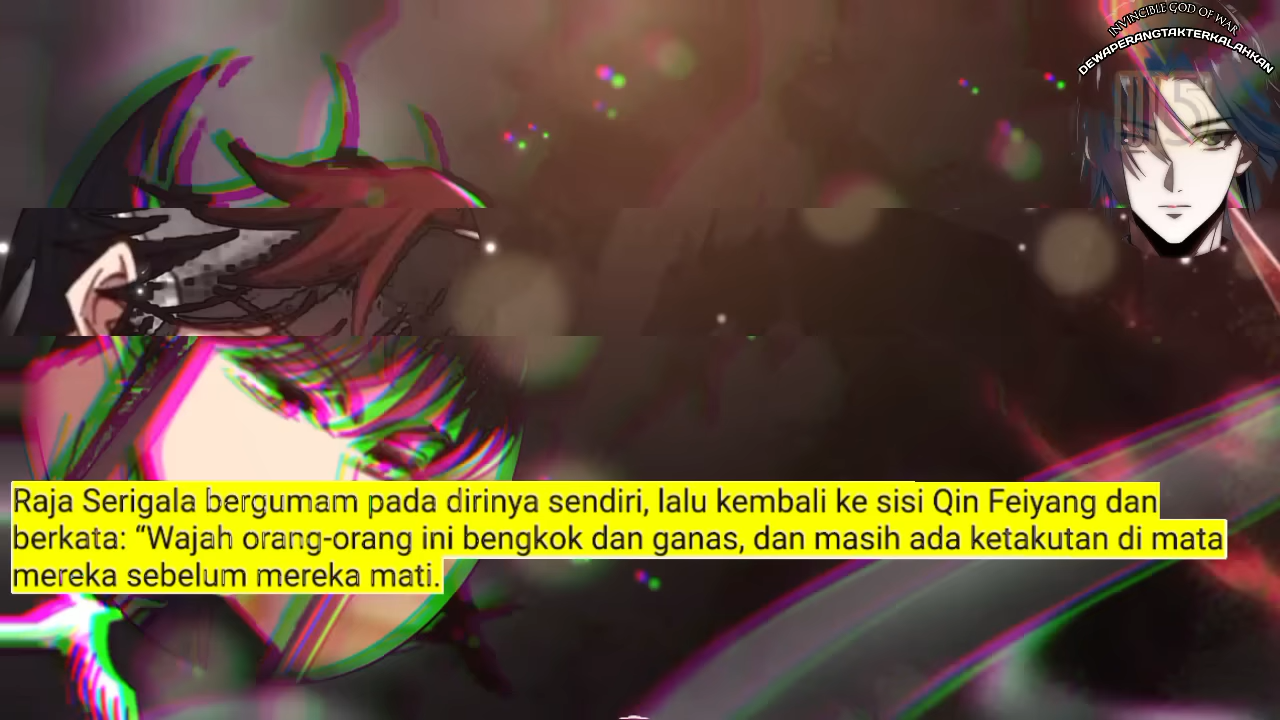 INVINCIBLE GOD OF WAR
DEWAPERANGTAKTERKALAHKAN
Raja Serigala bergumam pada dirinya sendiri, lalu kembali ke sisi Qin Feiyang dan
berkata: “Wajah orang-orang ini bengkok dan ganas, dan masih ada ketakutan di mata
mereka sebelum mereka mati.